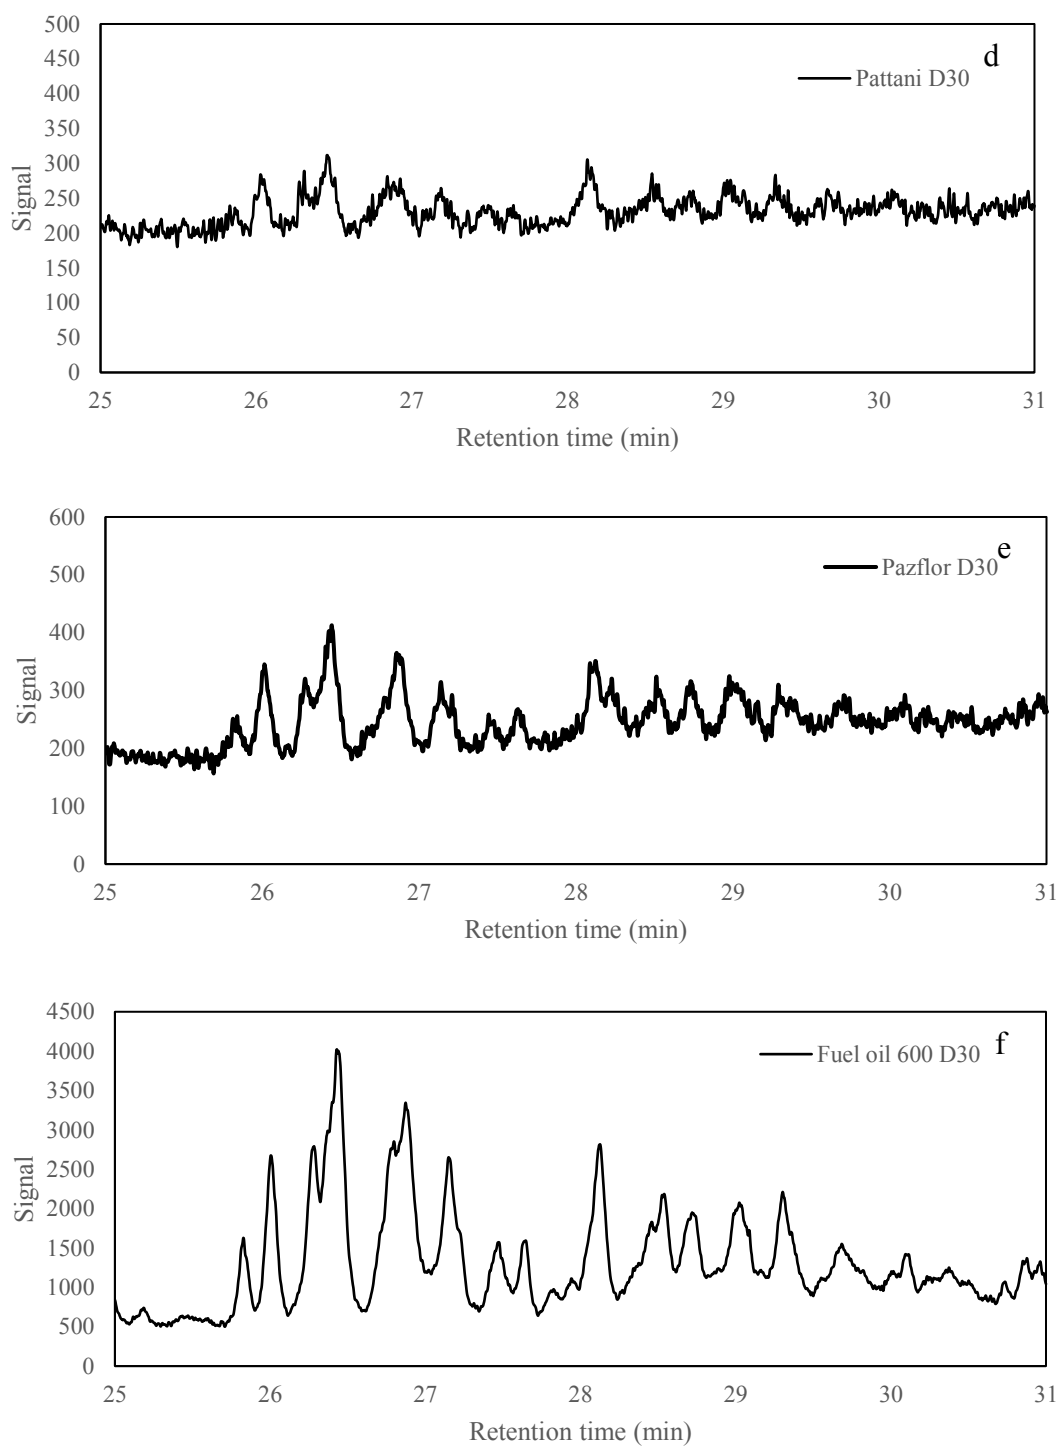 500
d
450
Pattani D30
400
350
300
250
200
150
100
50
0
Signal
25 26 27 28 29 30 31
Retention time (min)
600
e
500
Pazflor D30
400
300
200
100
0
Signal
25 26 27 28 29 30 31
Retention time (min)
4500
f
4000
Fuel oil 600 D30
3500
3000
2500
2000
1500
1000
500
0
Signal
25 26 27 28 29 30 31
Retention time (min)